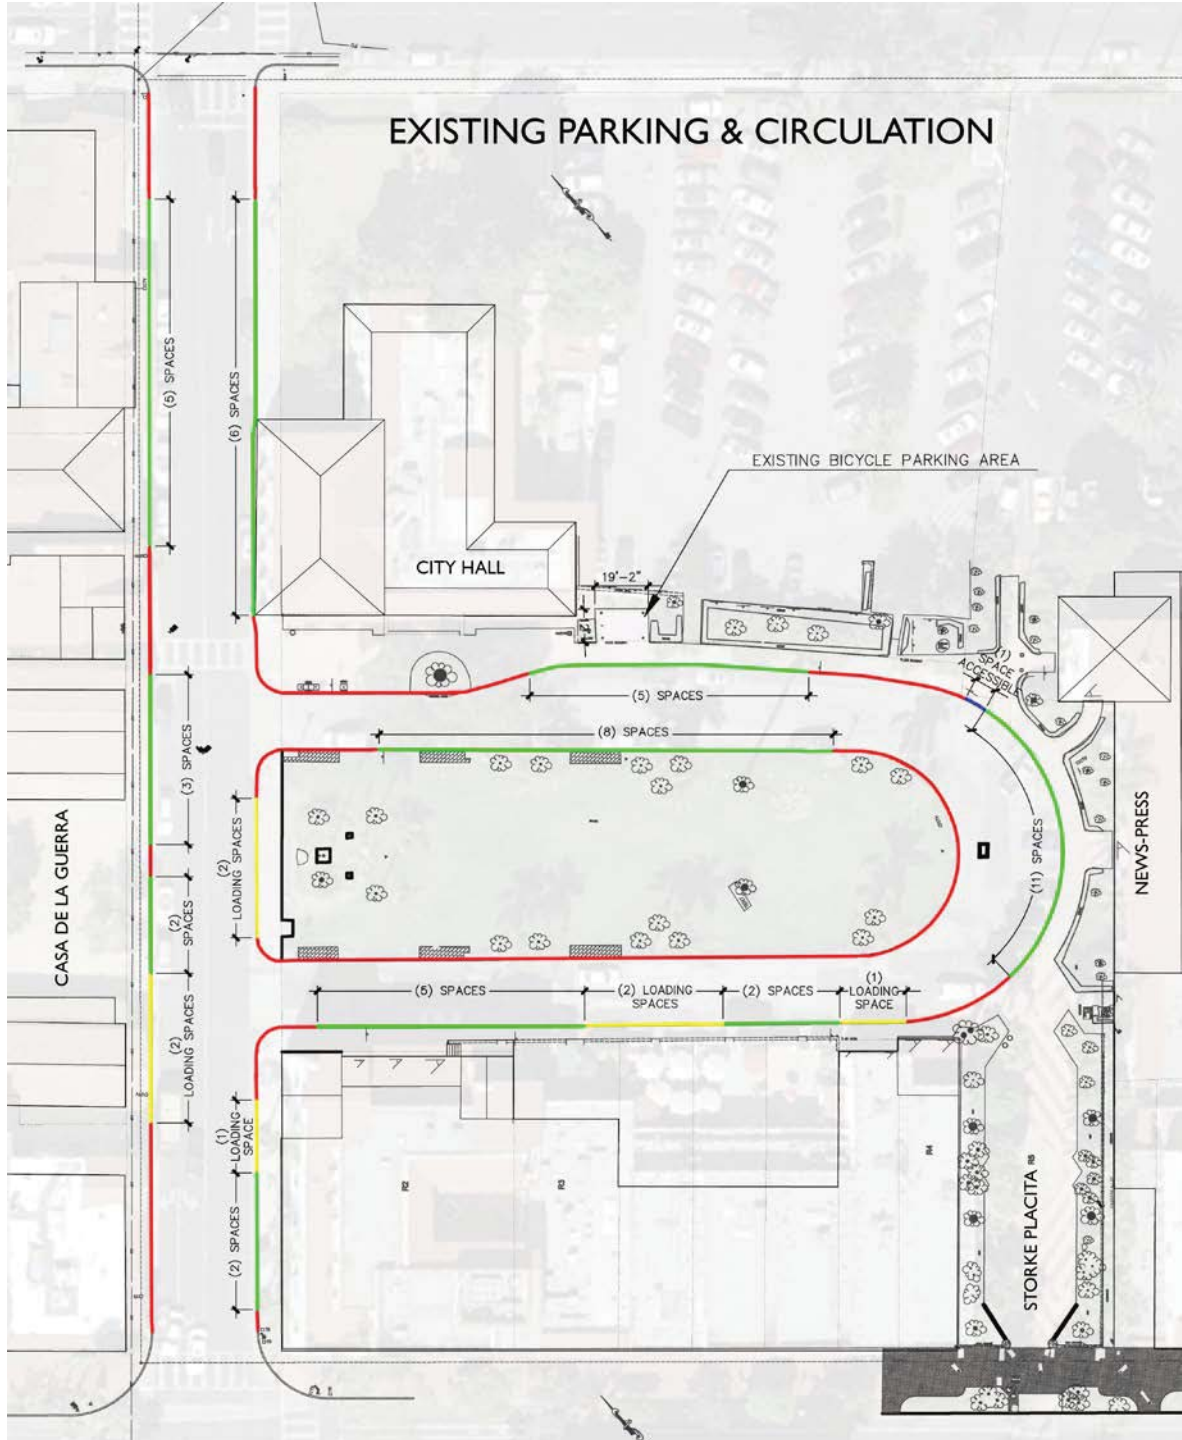 EXISTING PARKING & CIRCULATION
(5) SPACES
(6) SPACES
EXISTING BICYCLE PARKING AREA
CITY HALL
19'-2"
(1)
SPACE
ACCESSIBLE
(5) SPACES
(8) SPACES
(3) SPACES
(2)
LOADING SPACES
(11) SPACES
NEWS-PRESS
CASA DE LA GUERRA
(2)
SPACES
(5) SPACES
(2) LOADING
SPACES
(2) SPACES
(1)
LOADING
SPACE
(2)
LOADING SPACES
(1)
LOADING
SPACE
(2) SPACES
R2
R3
R4
STORKE PLACITA